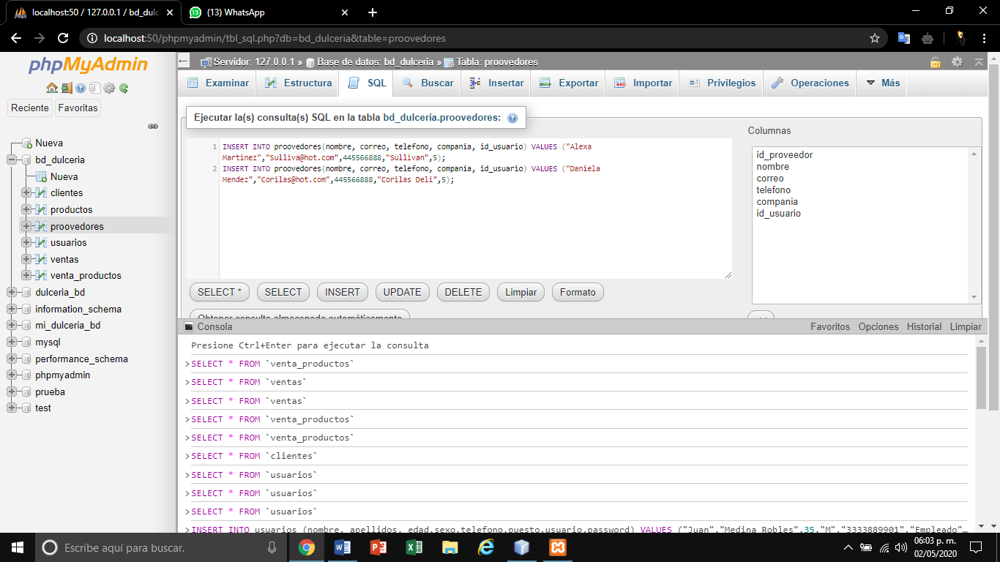 localhost:50 / 127.0.0.1 / bd_dulc
13
(13) WhatsApp
localhost:50/phpmyadmin/tbl_sql.php?db=bd_dulceria&table=proovedores
phpMyAdmin
Reciente
Favoritas
Nueva
bd_dulceria
Nueva
clientes
productos
proovedores
usuarios
ventas
venta_productos
dulceria_bd
information_schema
mi_dulceria_bd
mysql
performance_schema
phpmyadmin
prueba
test
Servidor: 127.0.0.1 » Base de datos: bd_dulceria » Tabla: proovedores
Examinar
Estructura
SQL
Buscar
Insertar
Exportar
Importar
Privilegios
Operaciones
Más
Ejecutar la(s) consulta(s) SQL en la tabla bd_dulceria.proovedores:
1 INSERT INTO proovedores(nombre, correo, telefono, compania, id_usuario) VALUES ("Alexa
Martinez","Sulliva@hot.com",445566888,"Sullivan",5);
2 INSERT INTO proovedores(nombre, correo, telefono, compania, id_usuario) VALUES ("Daniela
Mendez","Corilas@hot.com",445566888,"Corilas Deli",5);
Columnas
id_proveedor
nombre
correo
telefono
compania
id_usuario
SELECT *
SELECT
INSERT
UPDATE
DELETE
Limpiar
Formato
Obtener consulta almacenada automáticamente
Consola
Favoritos
Opciones
Historial
Limpiar
Presione Ctrl+Enter para ejecutar la consulta
>SELECT * FROM `venta_productos`
>SELECT * FROM `ventas`
>SELECT * FROM `ventas`
>SELECT * FROM `venta_productos`
>SELECT * FROM `venta_productos`
>SELECT * FROM `clientes`
>SELECT * FROM `usuarios`
>SELECT * FROM `usuarios`
>SELECT * FROM `usuarios`
>INSERT INTO usuarios (nombre, apellidos, edad,sexo,telefono,puesto,usuario,password) VALUES ("Juan","Medina Robles",35,"M","3333889901","Empleado"…
Escribe aquí para buscar.
06:03 p. m.
02/05/2020